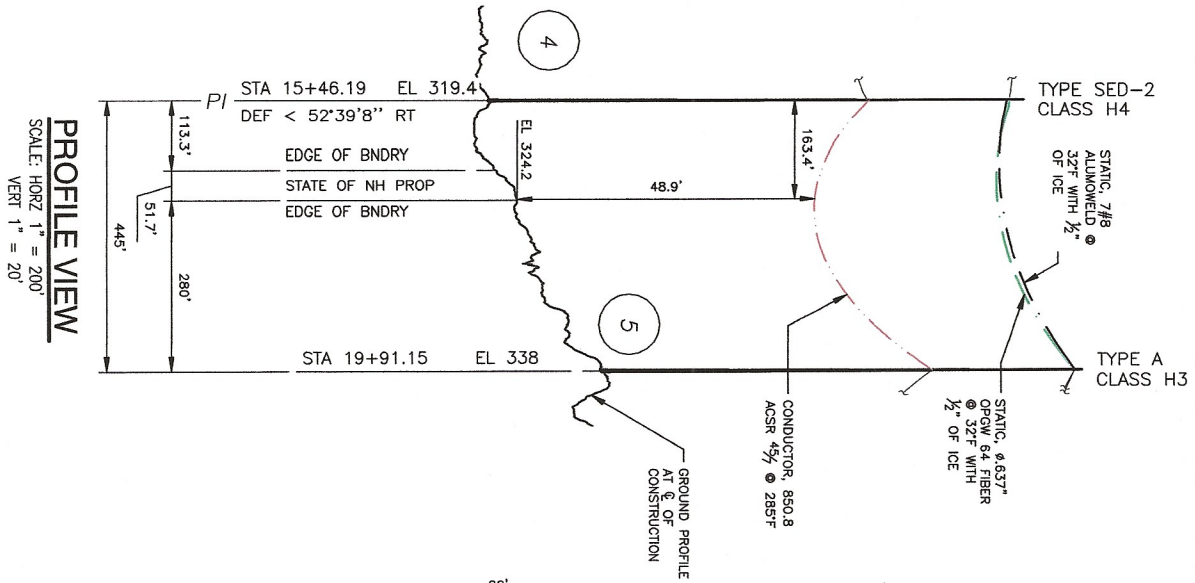 4
STA 15+46.19 EL 319.4
PI
DEF < 52°39'8" RT
TYPE SED-2
CLASS H4
113.3'
EDGE OF BNDRY
STATE OF NH PROP
EDGE OF BNDRY
51.7'
445'
280'
EL 324.2
48.9'
163.4'
STATIC, 7#8
ALUMOWELD @
32°F WITH ½"
OF ICE
5
STA 19+91.15 EL 338
TYPE A
CLASS H3
STATIC, ø.637"
OPGW 64 FIBER
@ 32°F WITH
½" OF ICE
CONDUCTOR, 850.8
ACSR 45/7 @ 285°F
GROUND PROFILE
AT ℄ OF
CONSTRUCTION
PROFILE VIEW
SCALE: HORZ 1" = 200'
VERT 1" = 20'